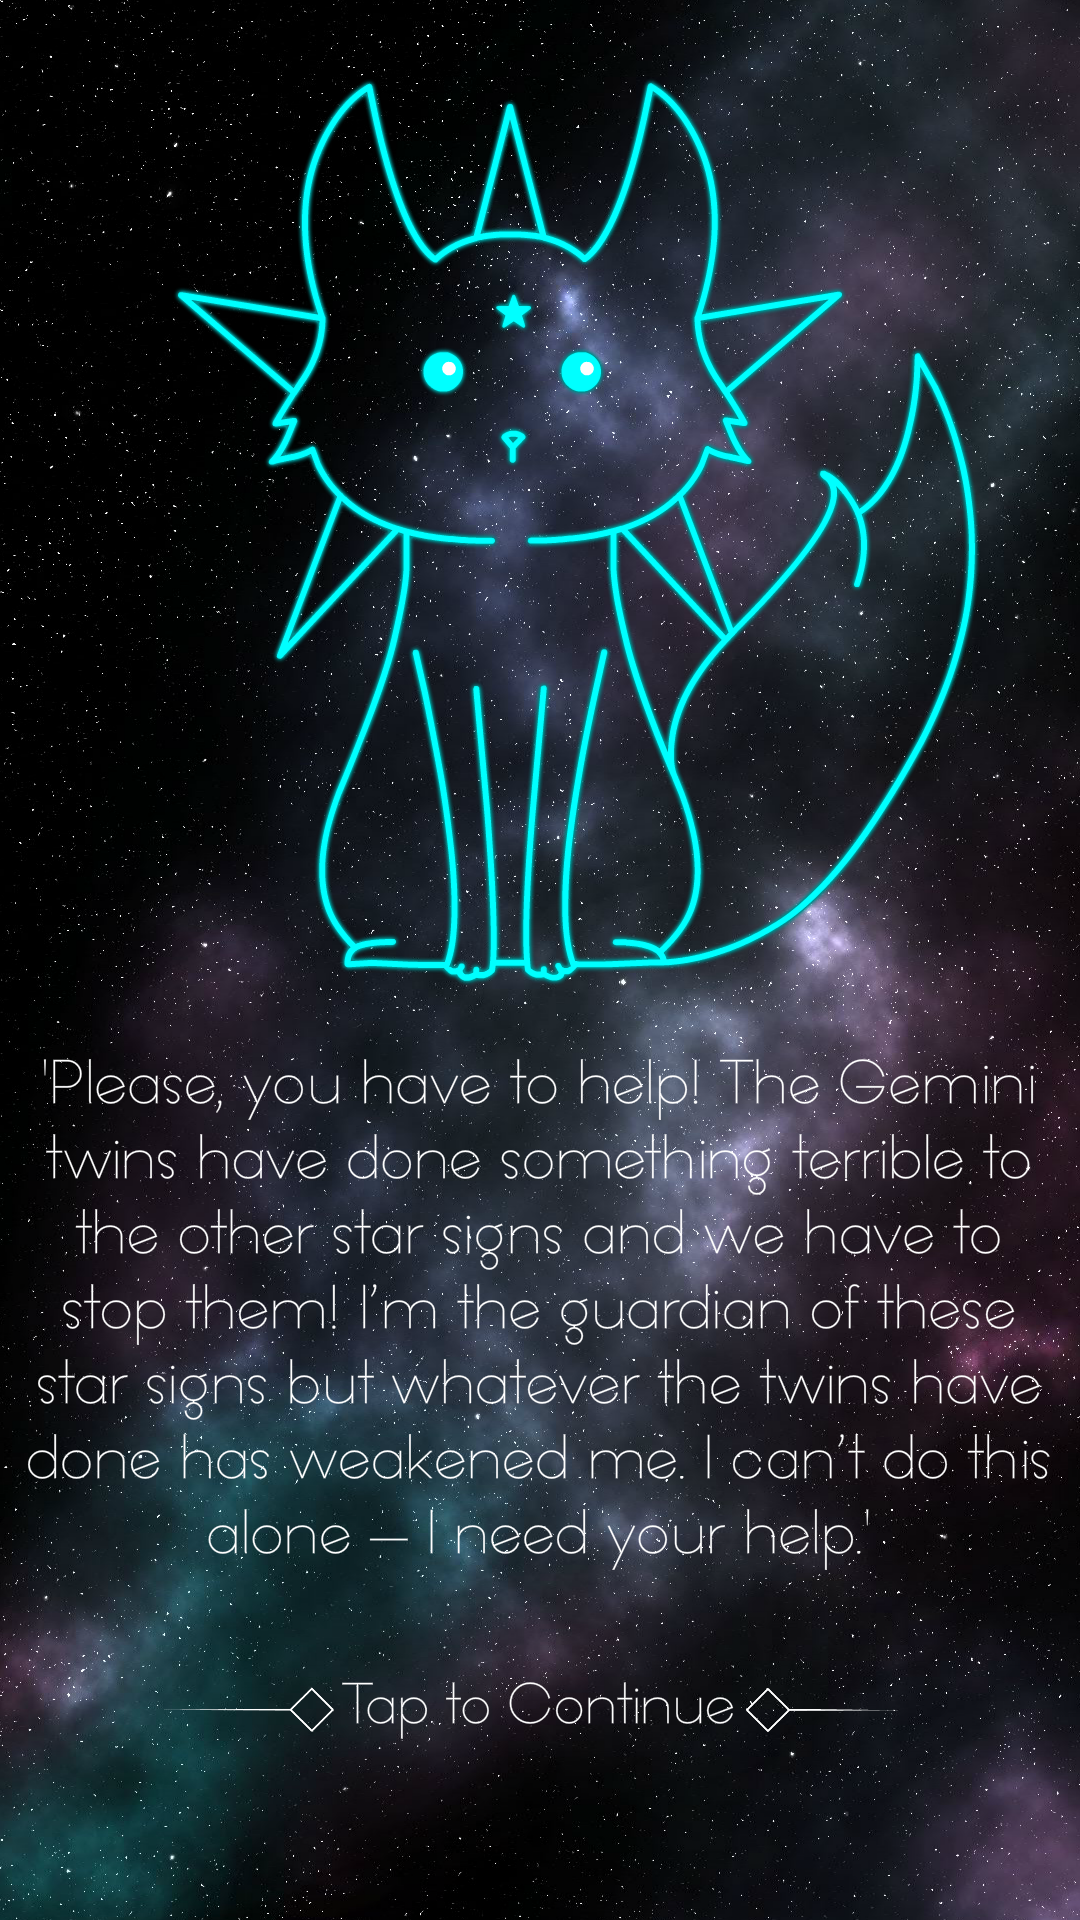 'Please, you have to help! The Gemini
twins have done something terrible to
the other star signs and we have to
stop them! I’m the guardian of these
star signs but whatever the twins have
done has weakened me. I can’t do this
alone – I need your help.'
Tap to Continue